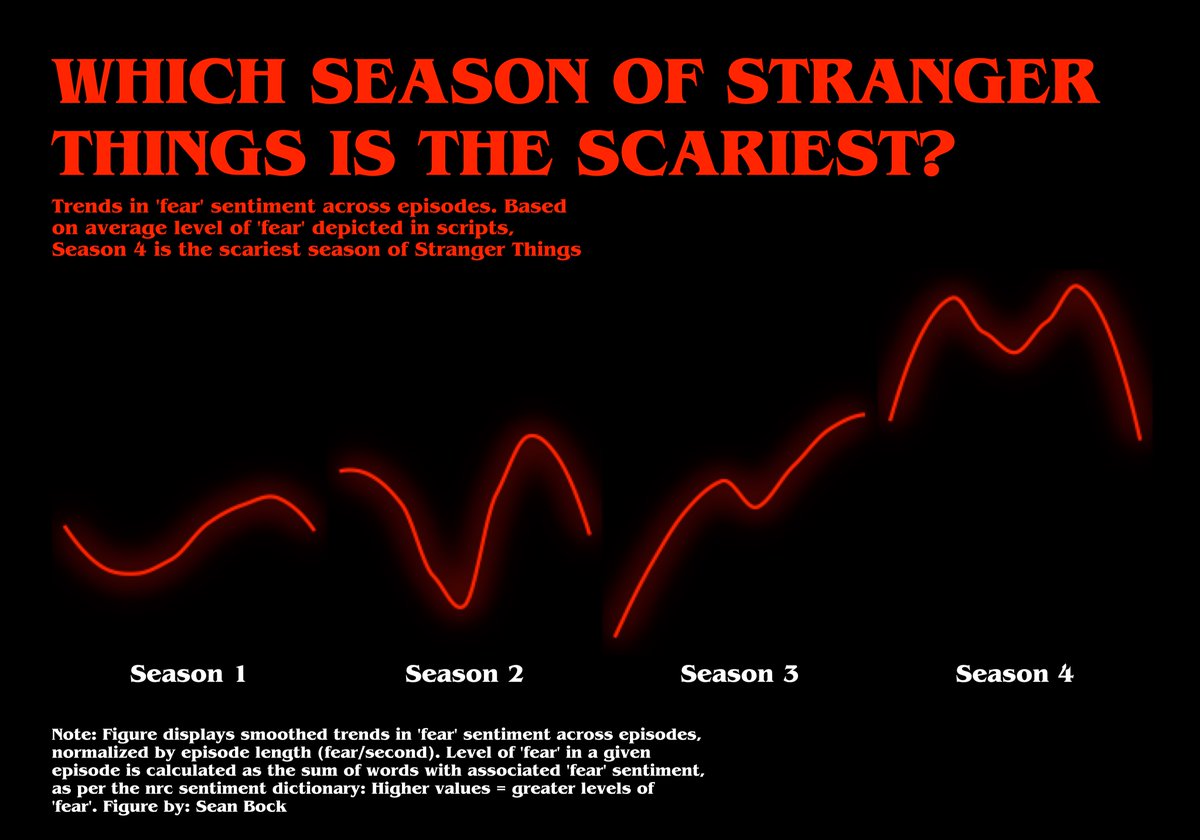 WHICH SEASON OF STRANGER
THINGS IS THE SCARIEST?
Trends in 'fear' sentiment across episodes. Based
on average level of 'fear' depicted in scripts,
Season 4 is the scariest season of Stranger Things
Season 1
Season 2
Season 3
Season 4
Note: Figure displays smoothed trends in 'fear' sentiment across episodes,
normalized by episode length (fear/second). Level of 'fear' in a given
episode is calculated as the sum of words with associated 'fear' sentiment,
as per the nrc sentiment dictionary: Higher values = greater levels of
'fear'. Figure by: Sean Bock